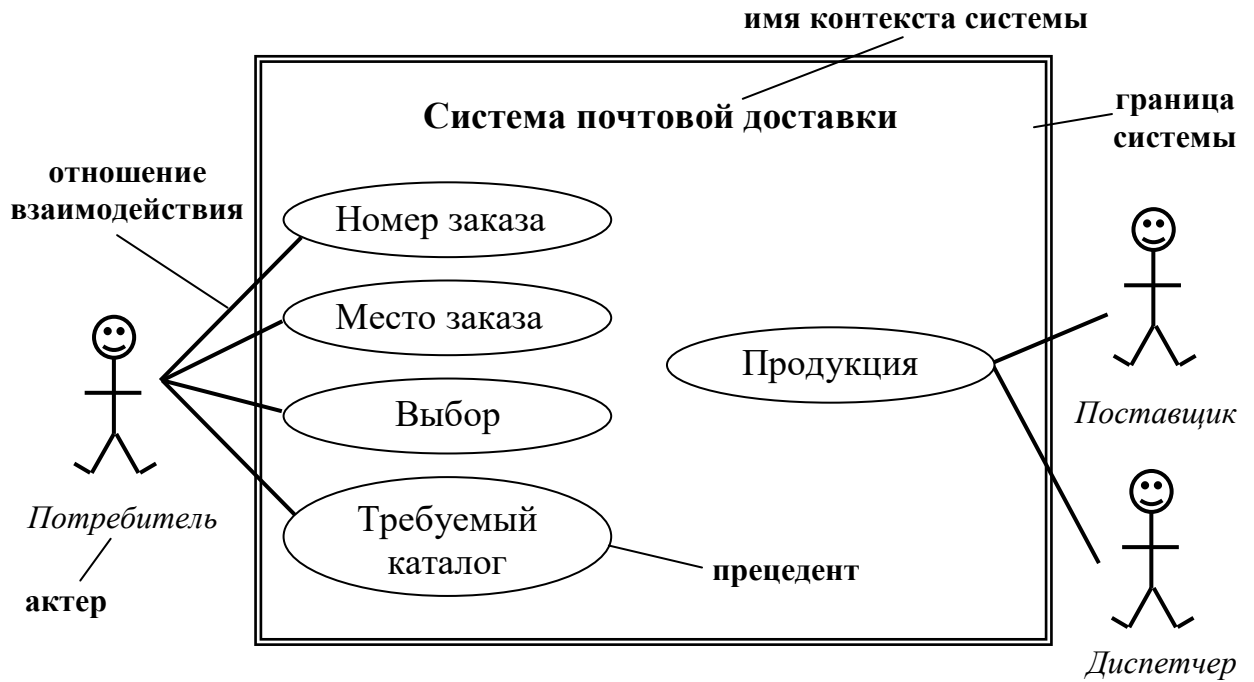 имя контекста системы
Система почтовой доставки
граница
системы
отношение
взаимодействия
Номер заказа
Место заказа
Выбор
Требуемый
каталог
Продукция
Потребитель
актер
прецедент
Поставщик
Диспетчер